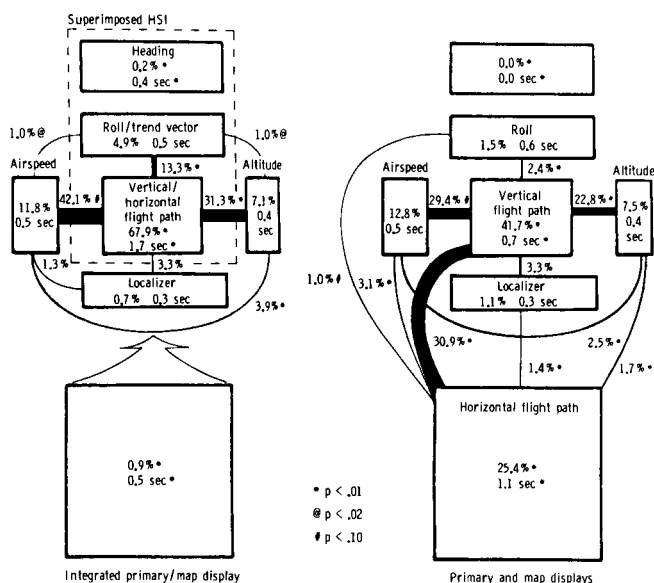 Superimposed HSI
Heading
0.2% *
0.4 sec *
1.0% @
Roll/trend vector
4.9% 0.5 sec
1.0% @
Airspeed
13.3% *
Altitude
11.8%
0.5 sec
42.1% #
Vertical/
horizontal
flight path
67.9% *
1.7 sec *
31.3% *
7.1%
0.4
sec
1.3%
3.3%
Localizer
0.7% 0.3 sec
3.9% *
0.9% *
0.5 sec *
Integrated primary/map display
* p < .01
@ p < .02
# p < .10
0.0% *
0.0 sec *
Roll
1.5% 0.6 sec
Airspeed
2.4% *
Altitude
12.8%
0.5 sec
29.4% #
Vertical
flight path
41.7% *
0.7 sec *
22.8% *
7.5%
0.4
sec
1.0% #
3.1% *
3.3%
Localizer
1.1% 0.3 sec
30.9% *
1.4% *
2.5% *
1.7% *
Horizontal flight path
25.4% *
1.1 sec *
Primary and map displays